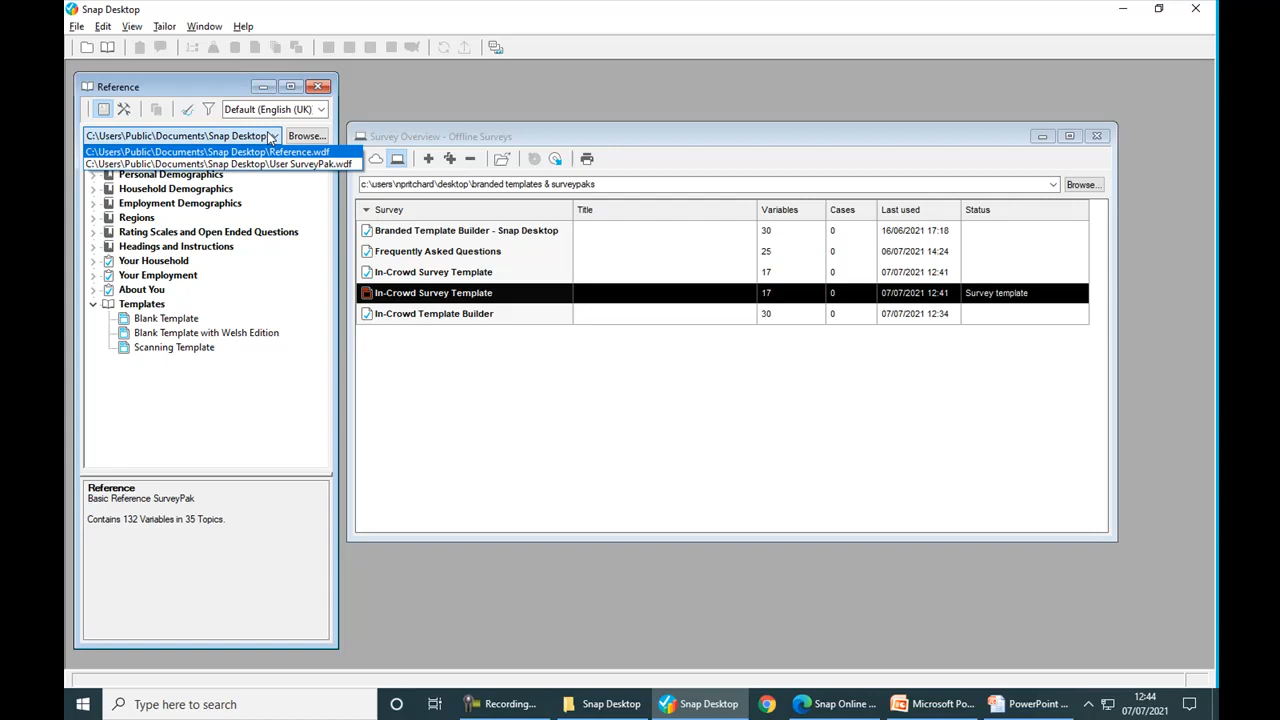 Snap Desktop
File Edit View Tailor Window Help
Reference
Default (English (UK)
C:\Users\Public\Documents\Snap Desktop\ Browse...
C:\Users\Public\Documents\Snap Desktop\Reference.wdf
C:\Users\Public\Documents\Snap Desktop\User SurveyPak.wdf
Personal Demographics
Household Demographics
Employment Demographics
Regions
Rating Scales and Open Ended Questions
Headings and Instructions
Your Household
Your Employment
About You
Templates
Blank Template
Blank Template with Welsh Edition
Scanning Template
Reference
Basic Reference SurveyPak
Contains 132 Variables in 35 Topics.
Survey Overview - Offline Surveys
c:\users\npritchard\desktop\branded templates & surveypaks Browse...
Survey Title Variables Cases Last used Status
Branded Template Builder - Snap Desktop 30 0 16/06/2021 17:18
Frequently Asked Questions 25 0 06/07/2021 14:24
In-Crowd Survey Template 17 0 07/07/2021 12:41
In-Crowd Survey Template 17 0 07/07/2021 12:41 Survey template
In-Crowd Template Builder 30 0 07/07/2021 12:34
Type here to search
Recording...
Snap Desktop
Snap Desktop
Snap Online ...
Microsoft Po...
PowerPoint ...
12:44
07/07/2021